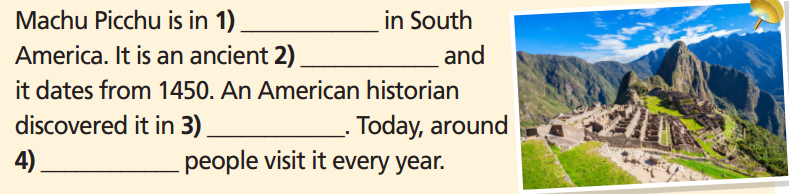 Machu Picchu is in 1) ____________ in South
America. It is an ancient 2) ____________ and
it dates from 1450. An American historian
discovered it in 3) ____________. Today, around
4) ____________ people visit it every year.